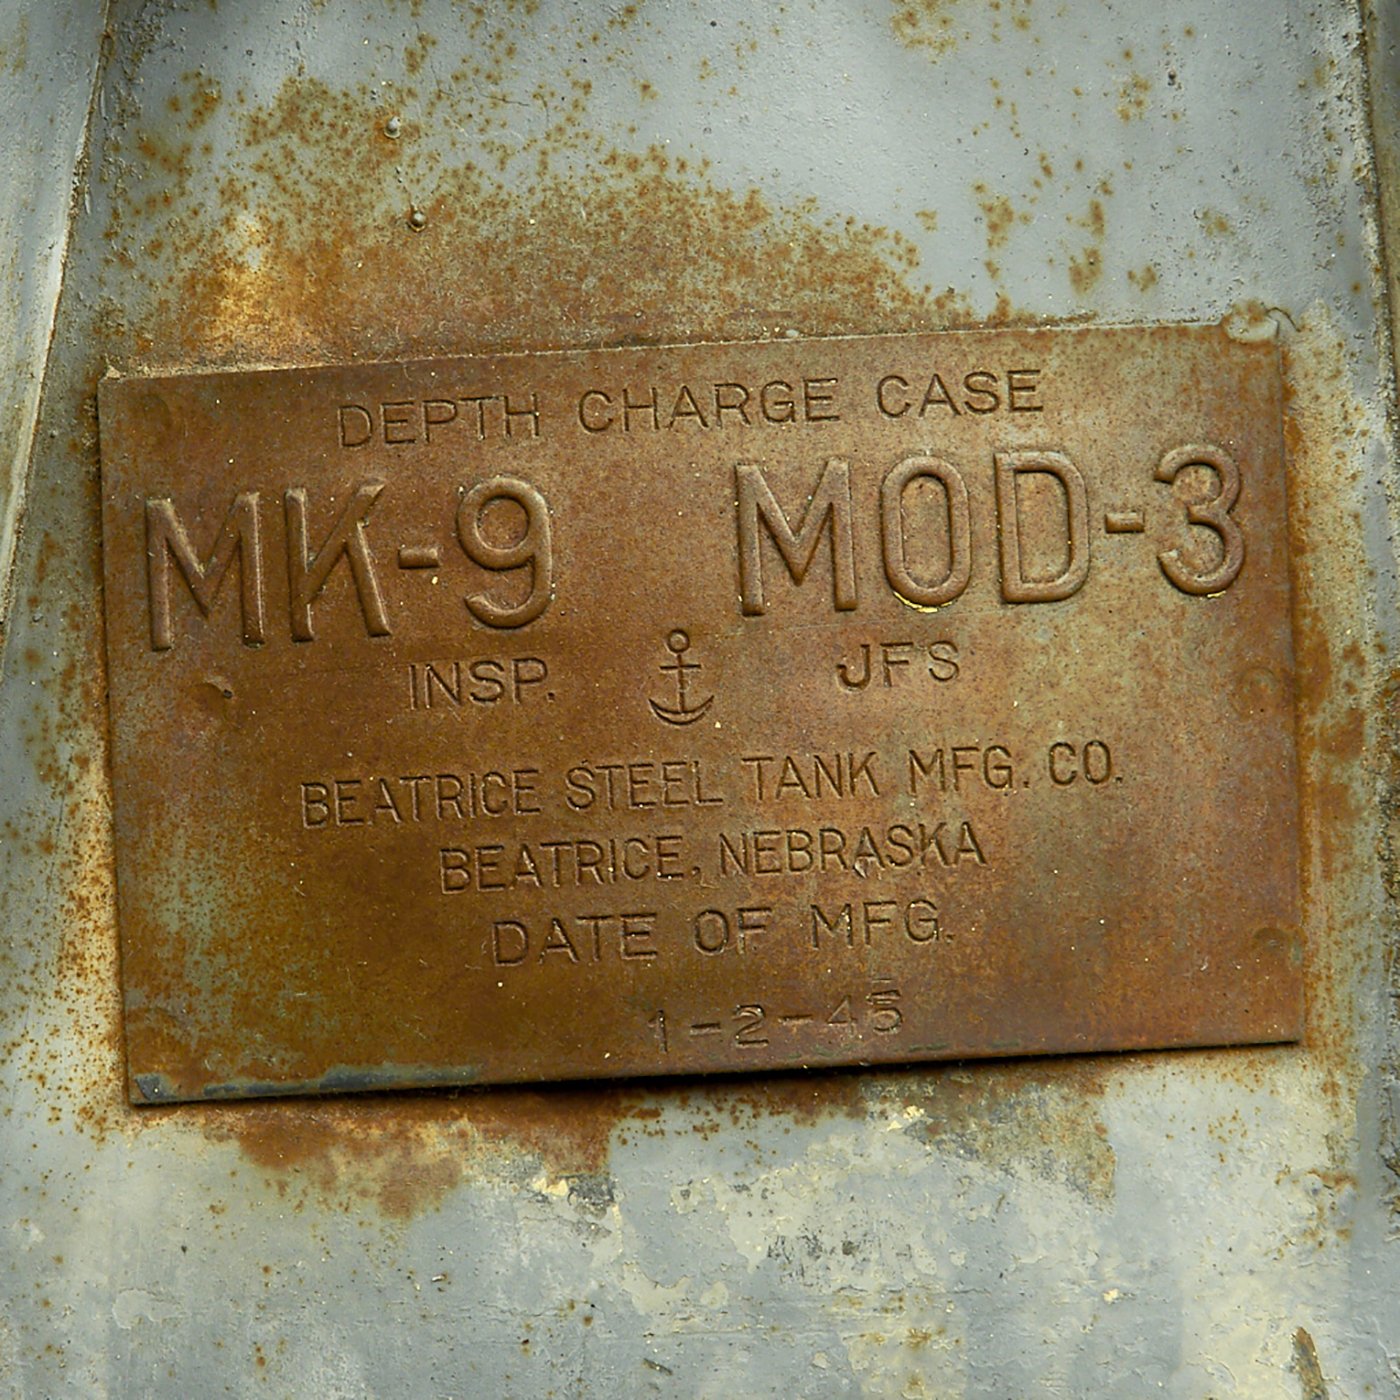 DEPTH CHARGE CASE
MK-9 MOD-3
INSP. JFS
BEATRICE STEEL TANK MFG. CO.
BEATRICE, NEBRASKA
DATE OF MFG.
1-2-45